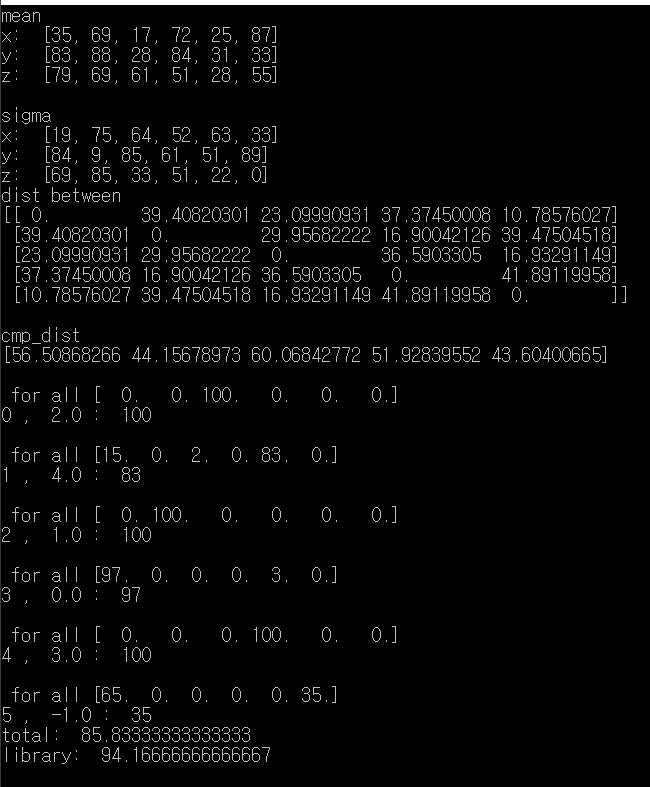 mean
x:  [35, 69, 17, 72, 25, 87]
y:  [83, 88, 28, 84, 31, 33]
z:  [79, 69, 61, 51, 28, 55]
sigma
x:  [19, 75, 64, 52, 63, 33]
y:  [84, 9, 85, 61, 51, 89]
z:  [69, 85, 33, 51, 22, 0]
dist between
[[ 0.         39.40820301 23.09990931 37.37450008 10.78576027]
 [39.40820301  0.         29.95682222 16.90042126 39.47504518]
 [23.09990931 29.95682222  0.         36.5903305  16.93291149]
 [37.37450008 16.90042126 36.5903305   0.         41.89119958]
 [10.78576027 39.47504518 16.93291149 41.89119958  0.        ]]
cmp_dist
[56.50868266 44.15678973 60.06842772 51.92839552 43.60400665]
 for all [  0.   0. 100.   0.   0.   0.]
0 ,  2.0 :  100
 for all [15.  0.  2.  0. 83.  0.]
1 ,  4.0 :  83
 for all [  0. 100.   0.   0.   0.   0.]
2 ,  1.0 :  100
 for all [97.  0.  0.  0.  3.  0.]
3 ,  0.0 :  97
 for all [  0.   0.   0. 100.   0.   0.]
4 ,  3.0 :  100
 for all [65.  0.  0.  0.  0. 35.]
5 ,  -1.0 :  35
total:  85.83333333333333
library:  94.16666666666667